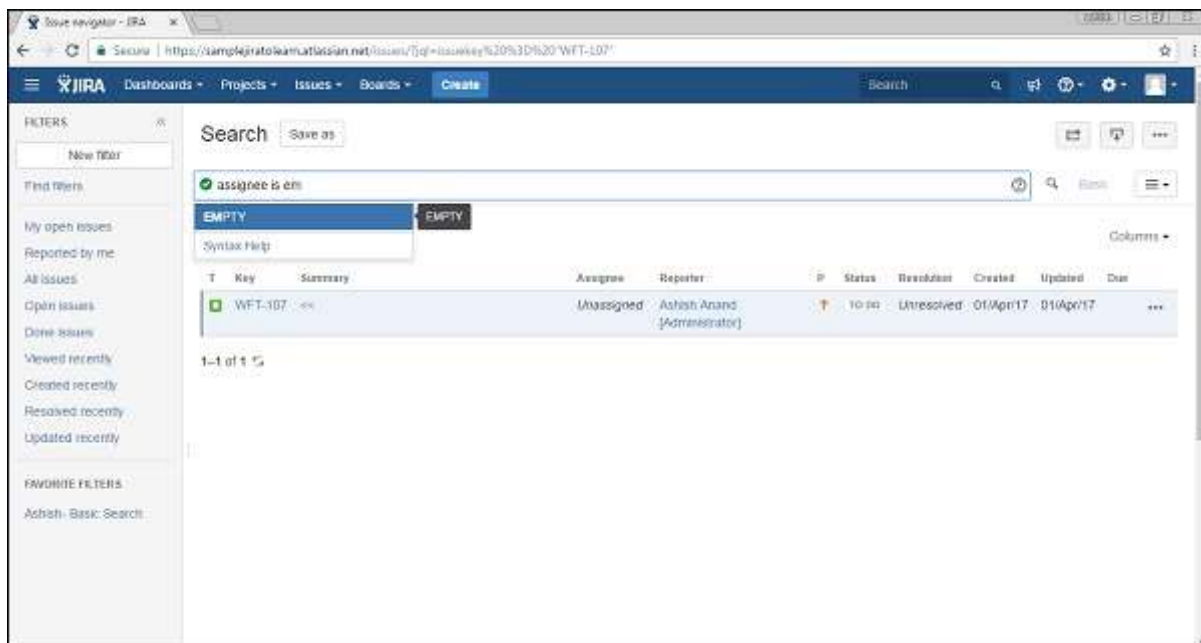 Issue navigator - JIRA
Secure https://samplejiratolearn.atlassian.net/issues/?jql=issuekey%20%3D%20'WFT-107'
JIRA Dashboards Projects Issues Boards Create Search
FILTERS
New filter
Find filters
My open issues
Reported by me
All issues
Open issues
Done issues
Viewed recently
Created recently
Resolved recently
Updated recently
FAVORITE FILTERS
Ashish- Basic Search
Search Save as
assignee is em Basic
EMPTY EMPTY
Syntax Help
Columns
T Key Summary Assignee Reporter P Status Resolution Created Updated Due
WFT-107 << Unassigned Ashish Anand TO DO Unresolved 01/Apr/17 01/Apr/17
[Administrator]
1–1 of 1